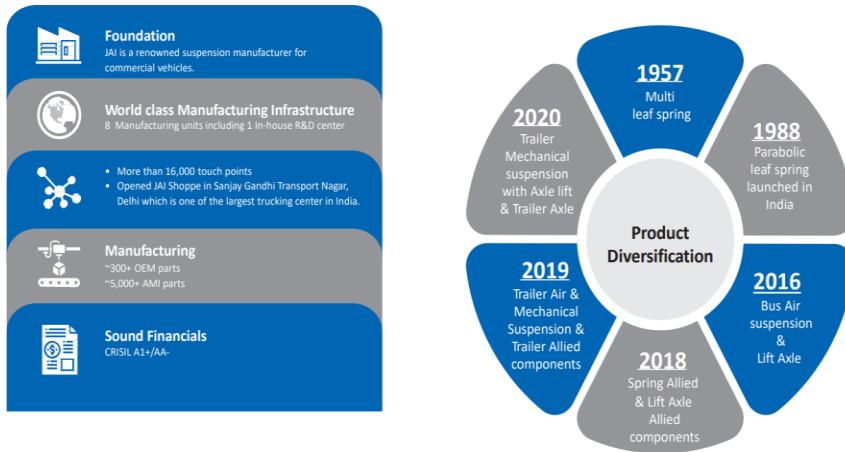 Foundation
JAI is a renowned suspension manufacturer for
commercial vehicles.
World class Manufacturing Infrastructure
8 Manufacturing units including 1 In-house R&D center
• More than 16,000 touch points
• Opened JAI Shoppe in Sanjay Gandhi Transport Nagar,
Delhi which is one of the largest trucking center in India.
Manufacturing
~300+ OEM parts
~5,000+ AMI parts
Sound Financials
CRISIL A1+/AA-
1957
Multi
leaf spring
1988
Parabolic
leaf spring
launched in
India
2016
Bus Air
suspension
&
Lift Axle
2018
Spring Allied
& Lift Axle
Allied
components
2019
Trailer Air &
Mechanical
Suspension &
Trailer Allied
components
2020
Trailer
Mechanical
suspension
with Axle lift
& Trailer Axle
Product
Diversification